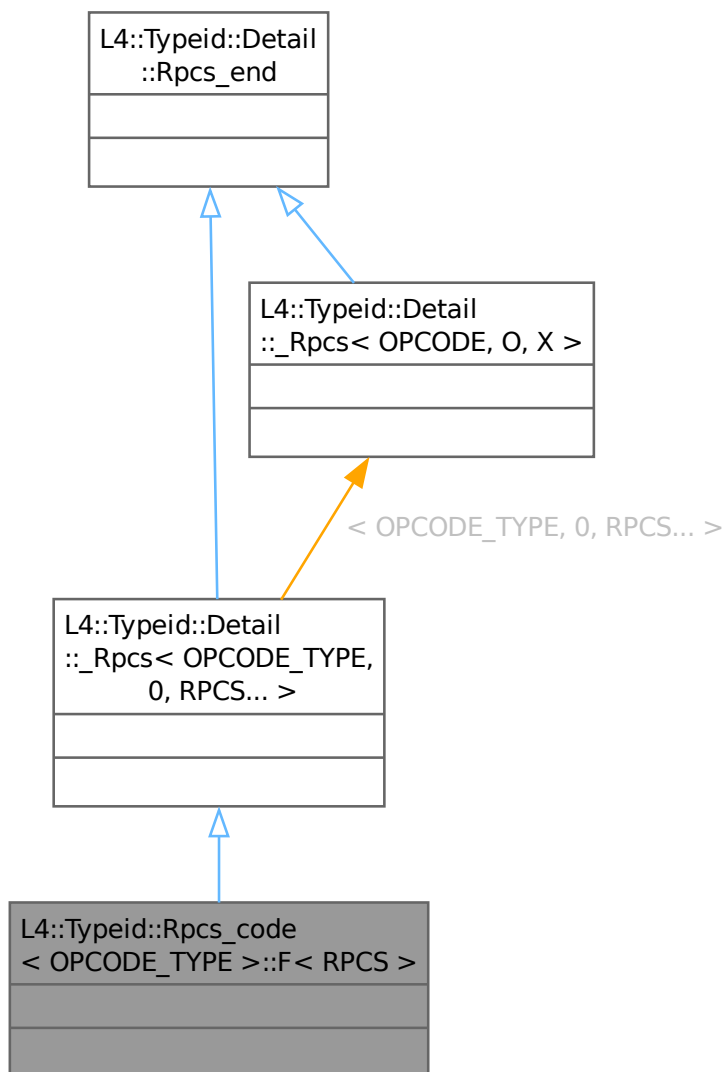 L4::Typeid::Detail
::Rpcs_end
L4::Typeid::Detail
::_Rpcs< OPCODE, O, X >
< OPCODE_TYPE, 0, RPCS... >
L4::Typeid::Detail
::_Rpcs< OPCODE_TYPE,
0, RPCS... >
L4::Typeid::Rpcs_code
< OPCODE_TYPE >::F< RPCS >